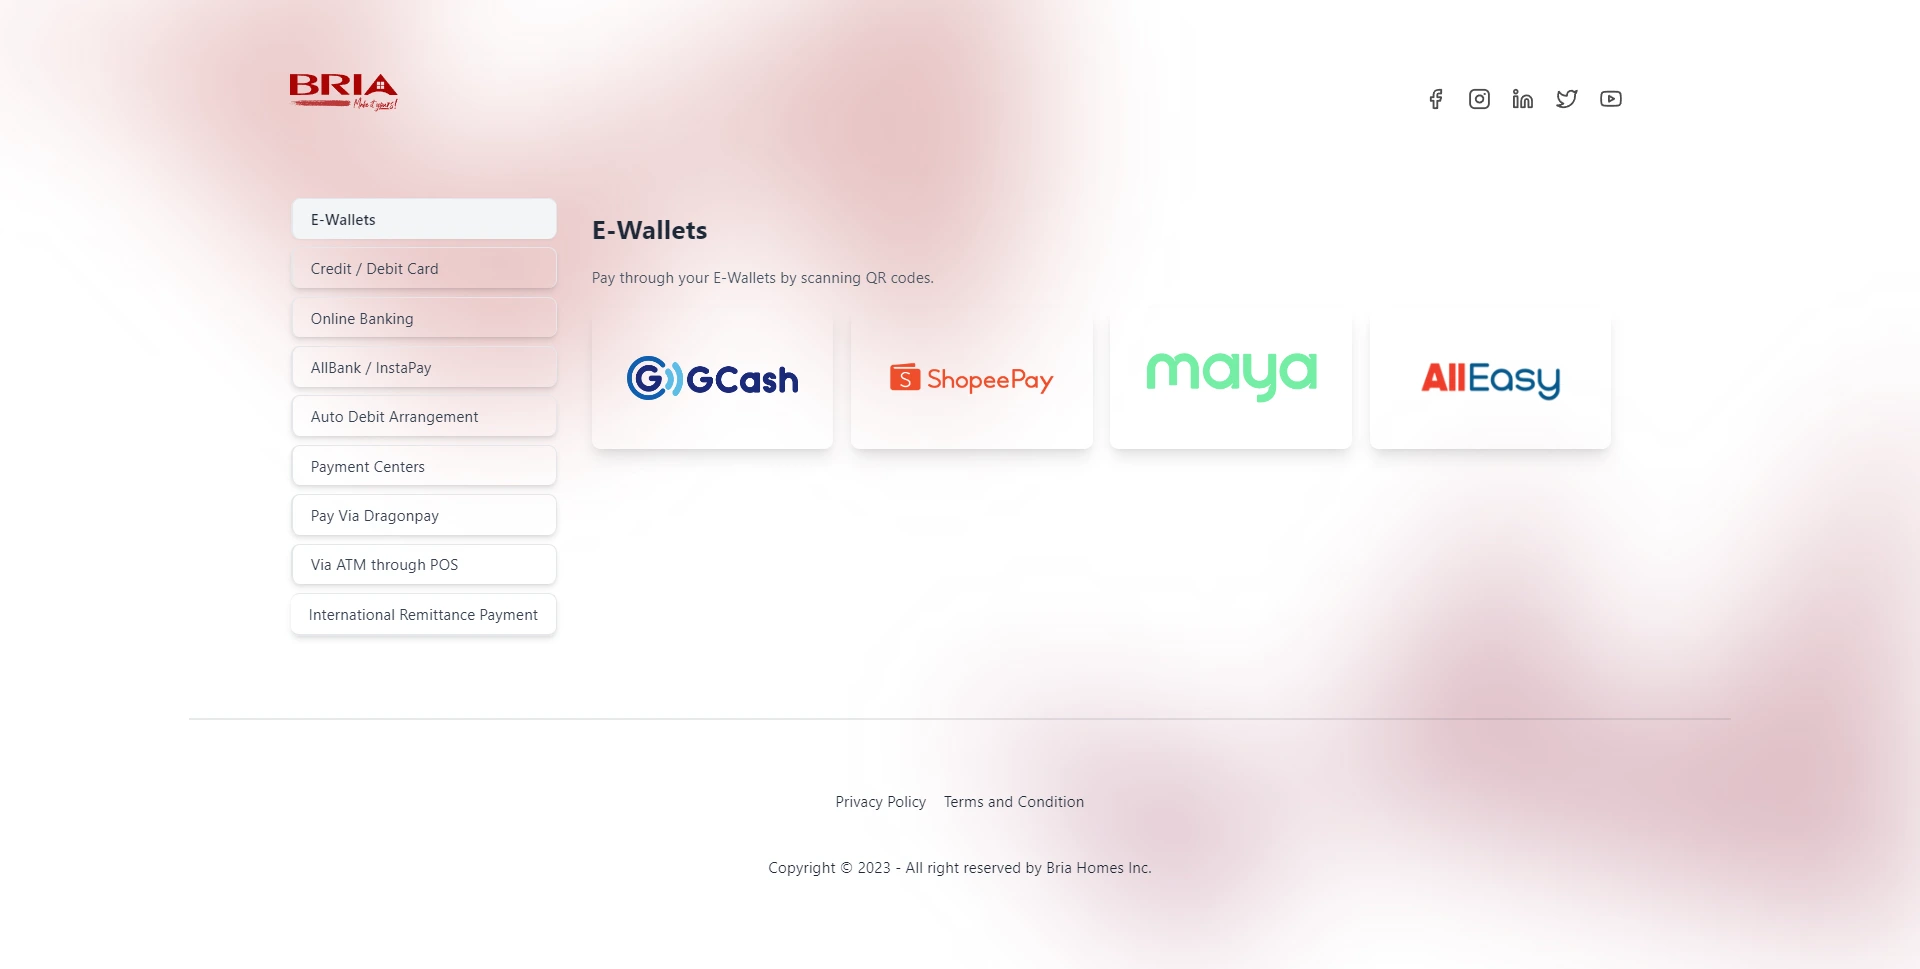 BRIA
Make it yours!
E-Wallets
Credit / Debit Card
Online Banking
AllBank / InstaPay
Auto Debit Arrangement
Payment Centers
Pay Via Dragonpay
Via ATM through POS
International Remittance Payment
E-Wallets
Pay through your E-Wallets by scanning QR codes.
G GCash
S ShopeePay
maya
AllEasy
Privacy Policy Terms and Condition
Copyright © 2023 - All right reserved by Bria Homes Inc.